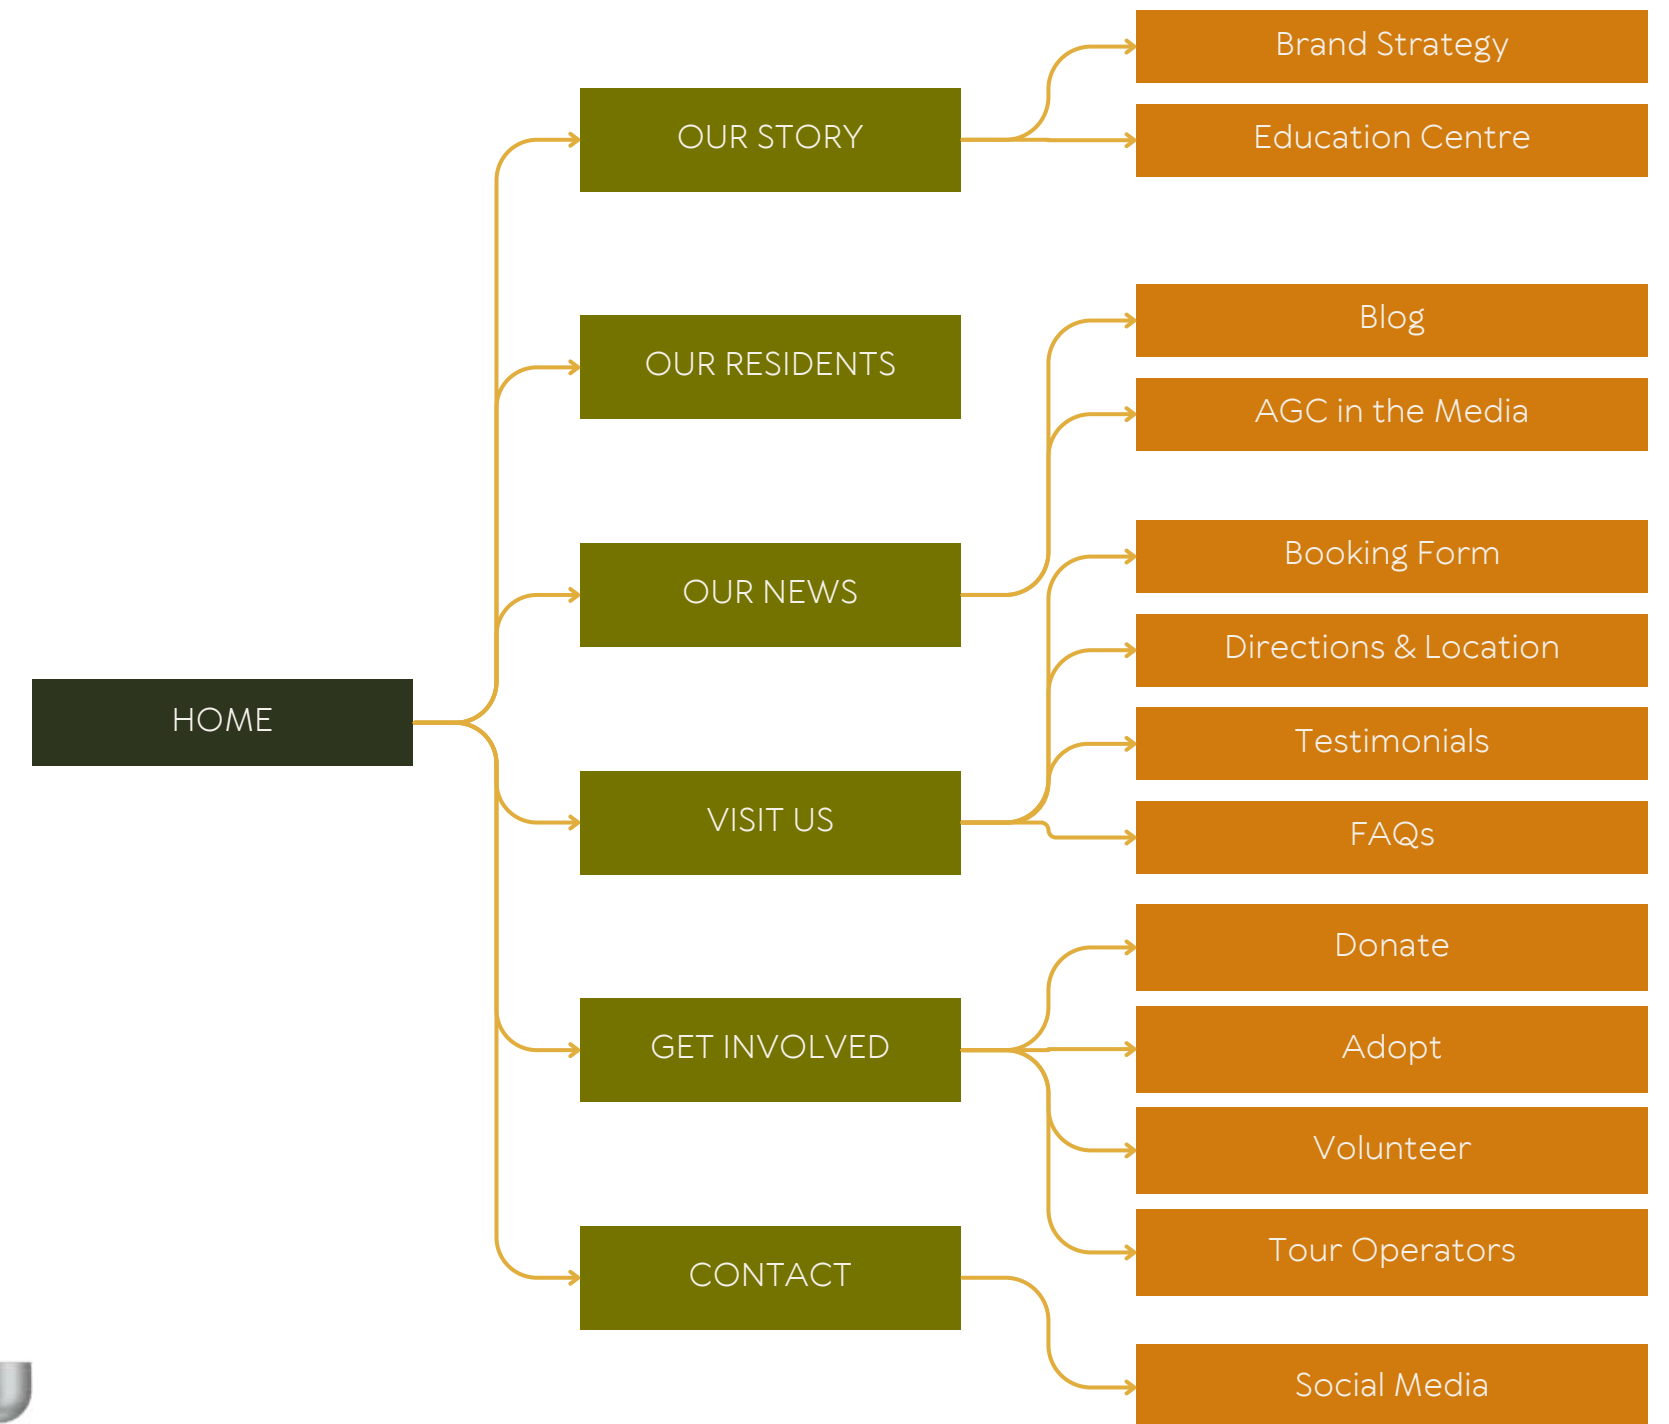 HOME
OUR STORY
Brand Strategy
Education Centre
OUR RESIDENTS
OUR NEWS
Blog
AGC in the Media
VISIT US
Booking Form
Directions & Location
Testimonials
FAQs
GET INVOLVED
Donate
Adopt
Volunteer
Tour Operators
CONTACT
Social Media